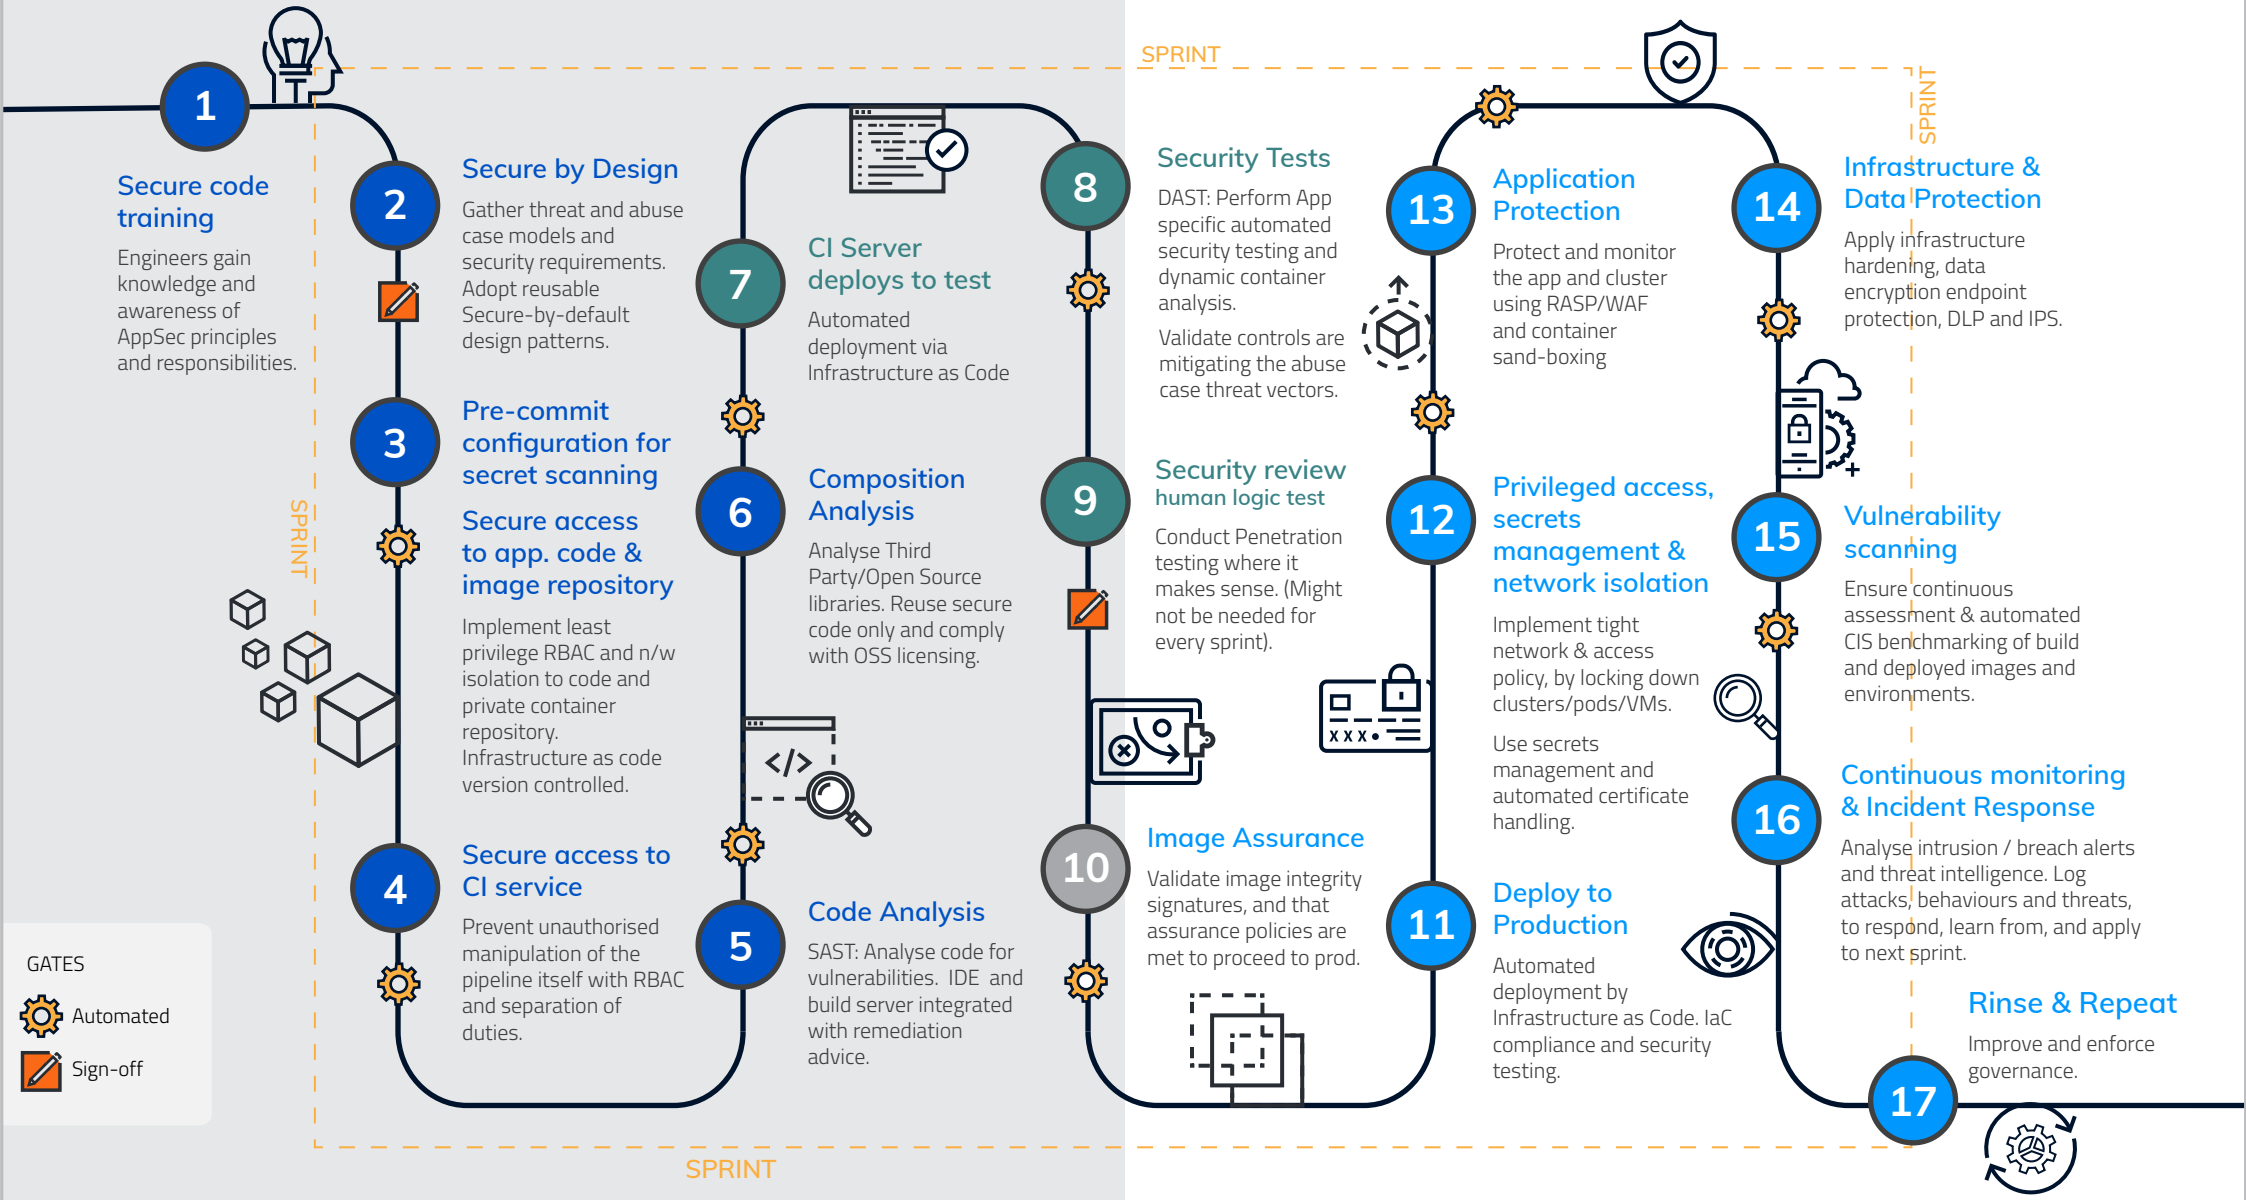 SPRINT
SPRINT
SPRINT
SPRINT
1
Secure code
training
Engineers gain
knowledge and
awareness of
AppSec principles
and responsibilities.
2
Secure by Design
Gather threat and abuse
case models and
security requirements.
Adopt reusable
Secure-by-default
design patterns.
3
Pre-commit
configuration for
secret scanning
Secure access
to app. code &
image repository
Implement least
privilege RBAC and n/w
isolation to code and
private container
repository.
Infrastructure as code
version controlled.
4
Secure access to
CI service
Prevent unauthorised
manipulation of the
pipeline itself with RBAC
and separation of
duties.
5
Code Analysis
SAST: Analyse code for
vulnerabilities. IDE and
build server integrated
with remediation
advice.
6
Composition
Analysis
Analyse Third
Party/Open Source
libraries. Reuse secure
code only and comply
with OSS licensing.
</>
7
CI Server
deploys to test
Automated
deployment via
Infrastructure as Code
8
Security Tests
DAST: Perform App
specific automated
security testing and
dynamic container
analysis.
Validate controls are
mitigating the abuse
case threat vectors.
9
Security review
human logic test
Conduct Penetration
testing where it
makes sense. (Might
not be needed for
every sprint).
10
Image Assurance
Validate image integrity
signatures, and that
assurance policies are
met to proceed to prod.
11
Deploy to
Production
Automated
deployment by
Infrastructure as Code. IaC
compliance and security
testing.
12
Privileged access,
secrets
management &
network isolation
Implement tight
network & access
policy, by locking down
clusters/pods/VMs.
Use secrets
management and
automated certificate
handling.
XXX
13
Application
Protection
Protect and monitor
the app and cluster
using RASP/WAF
and container
sand-boxing
14
Infrastructure &
Data Protection
Apply infrastructure
hardening, data
encryption endpoint
protection, DLP and IPS.
15
Vulnerability
scanning
Ensure continuous
assessment & automated
CIS benchmarking of build
and deployed images and
environments.
16
Continuous monitoring
& Incident Response
Analyse intrusion / breach alerts
and threat intelligence. Log
attacks, behaviours and threats,
to respond, learn from, and apply
to next sprint.
17
Rinse & Repeat
Improve and enforce
governance.
GATES
Automated
Sign-off